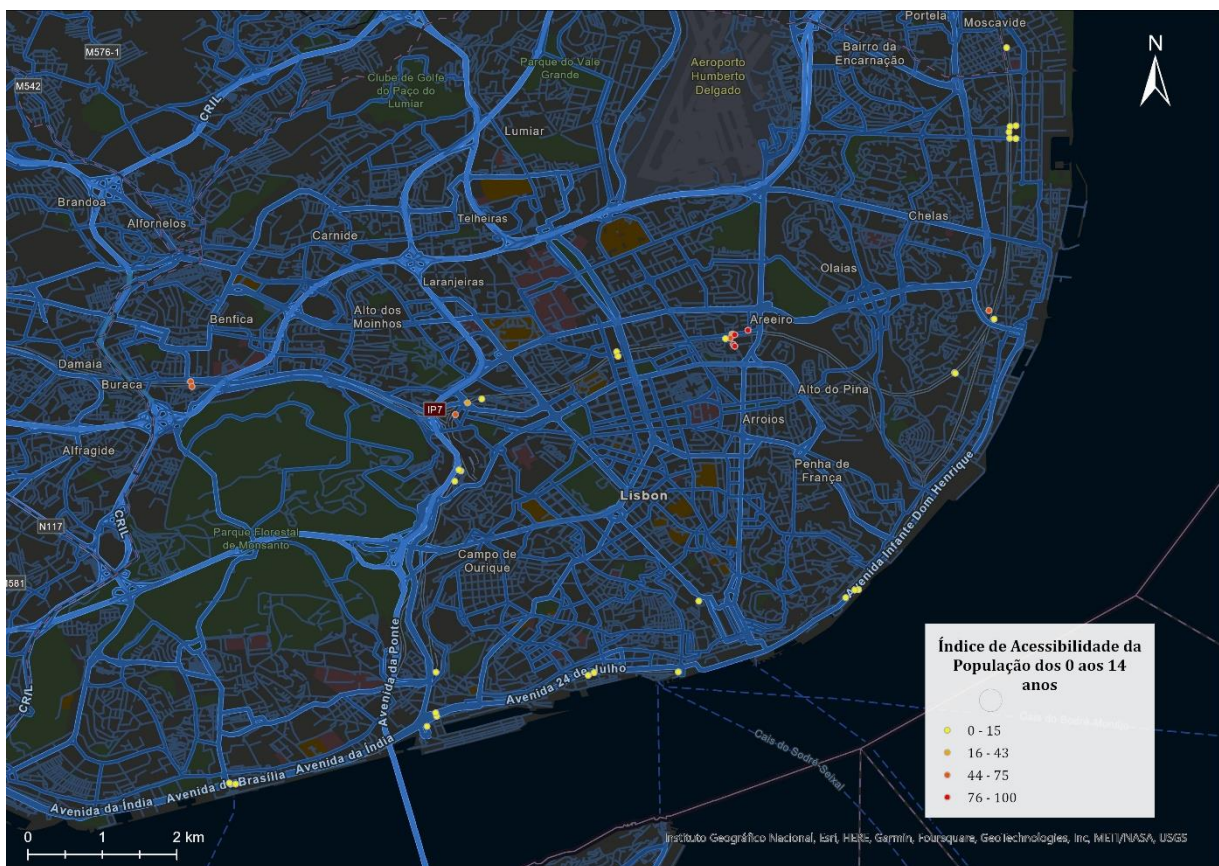 Portela
Moscavide
M576-1
Bairro da
Encarnação
Parque do Vale
Grande
Aeroporto
Humberto
Delgado
N
Clube de Golfe
do Paço do
Lumiar
M542
CRIL
Lumiar
Brandoa
Alfornelos
Telheiras
Chelas
Carnide
Olaias
Laranjeiras
Alto dos
Moinhos
Benfica
Areeiro
Damaia
Buraca
Alto do Pina
IP7
Arroios
Alfragide
Penha de
França
Lisbon
N117
CRIL
Parque Florestal
de Monsanto
Campo de
Ourique
Avenida Infante Dom Henrique
M581
Avenida da Ponte
Avenida 24 de Julho
CRIL
Avenida da Índia
Avenida de Brasília
Avenida da Índia
Cais do Sodré-Seixal
Índice de Acessibilidade da
População dos 0 aos 14
anos
0 - 15
16 - 43
44 - 75
76 - 100
0 1 2 km
Instituto Geográfico Nacional, Esri, HERE, Garmin, Foursquare, GeoTechnologies, Inc, METI/NASA, USGS